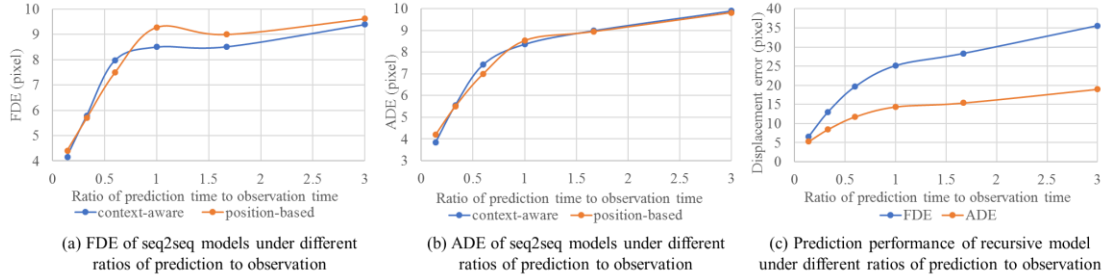 10
9
8
7
6
5
4
FDE (pixel)
0 0.5 1 1.5 2 2.5 3
Ratio of prediction time to observation time
context-aware position-based
(a) FDE of seq2seq models under different
ratios of prediction to observation
10
9
8
7
6
5
4
3
ADE (pixel)
0 0.5 1 1.5 2 2.5 3
Ratio of prediction time to observation time
context-aware position-based
(b) ADE of seq2seq models under different
ratios of prediction to observation
40
35
30
25
20
15
10
5
0
Displacement error (pixel)
0 0.5 1 1.5 2 2.5 3
Ratio of prediction time to observation time
FDE ADE
(c) Prediction performance of recursive model
under different ratios of prediction to observation